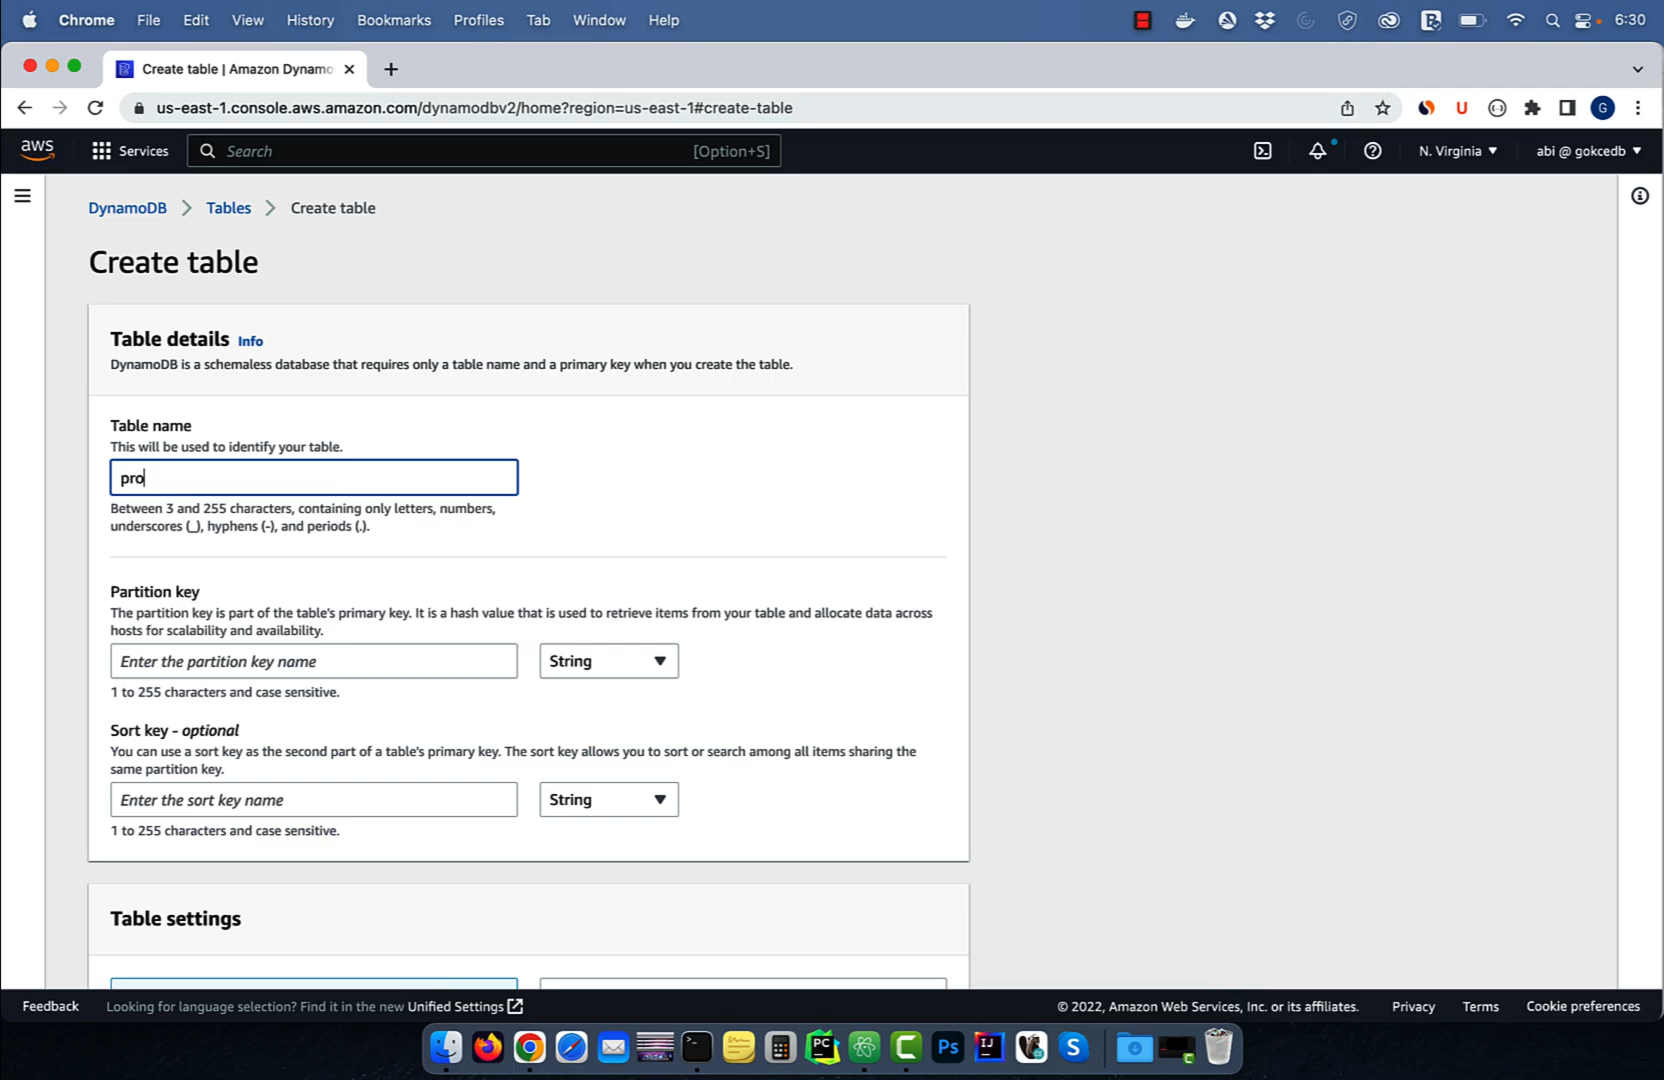 Chrome File Edit View History Bookmarks Profiles Tab Window Help 6:30
Create table | Amazon Dynamo
us-east-1.console.aws.amazon.com/dynamodbv2/home?region=us-east-1#create-table U G
aws Services Search [Option+S] N. Virginia abi @ gokcedb
DynamoDB Tables Create table
Create table
Table details Info
DynamoDB is a schemaless database that requires only a table name and a primary key when you create the table.
Table name
This will be used to identify your table.
pro
Between 3 and 255 characters, containing only letters, numbers,
underscores (_), hyphens (-), and periods (.).
Partition key
The partition key is part of the table's primary key. It is a hash value that is used to retrieve items from your table and allocate data across
hosts for scalability and availability.
Enter the partition key name String
1 to 255 characters and case sensitive.
Sort key - optional
You can use a sort key as the second part of a table's primary key. The sort key allows you to sort or search among all items sharing the
same partition key.
Enter the sort key name String
1 to 255 characters and case sensitive.
Table settings
Feedback Looking for language selection? Find it in the new Unified Settings © 2022, Amazon Web Services, Inc. or its affiliates. Privacy Terms Cookie preferences
PC Ps IJ S